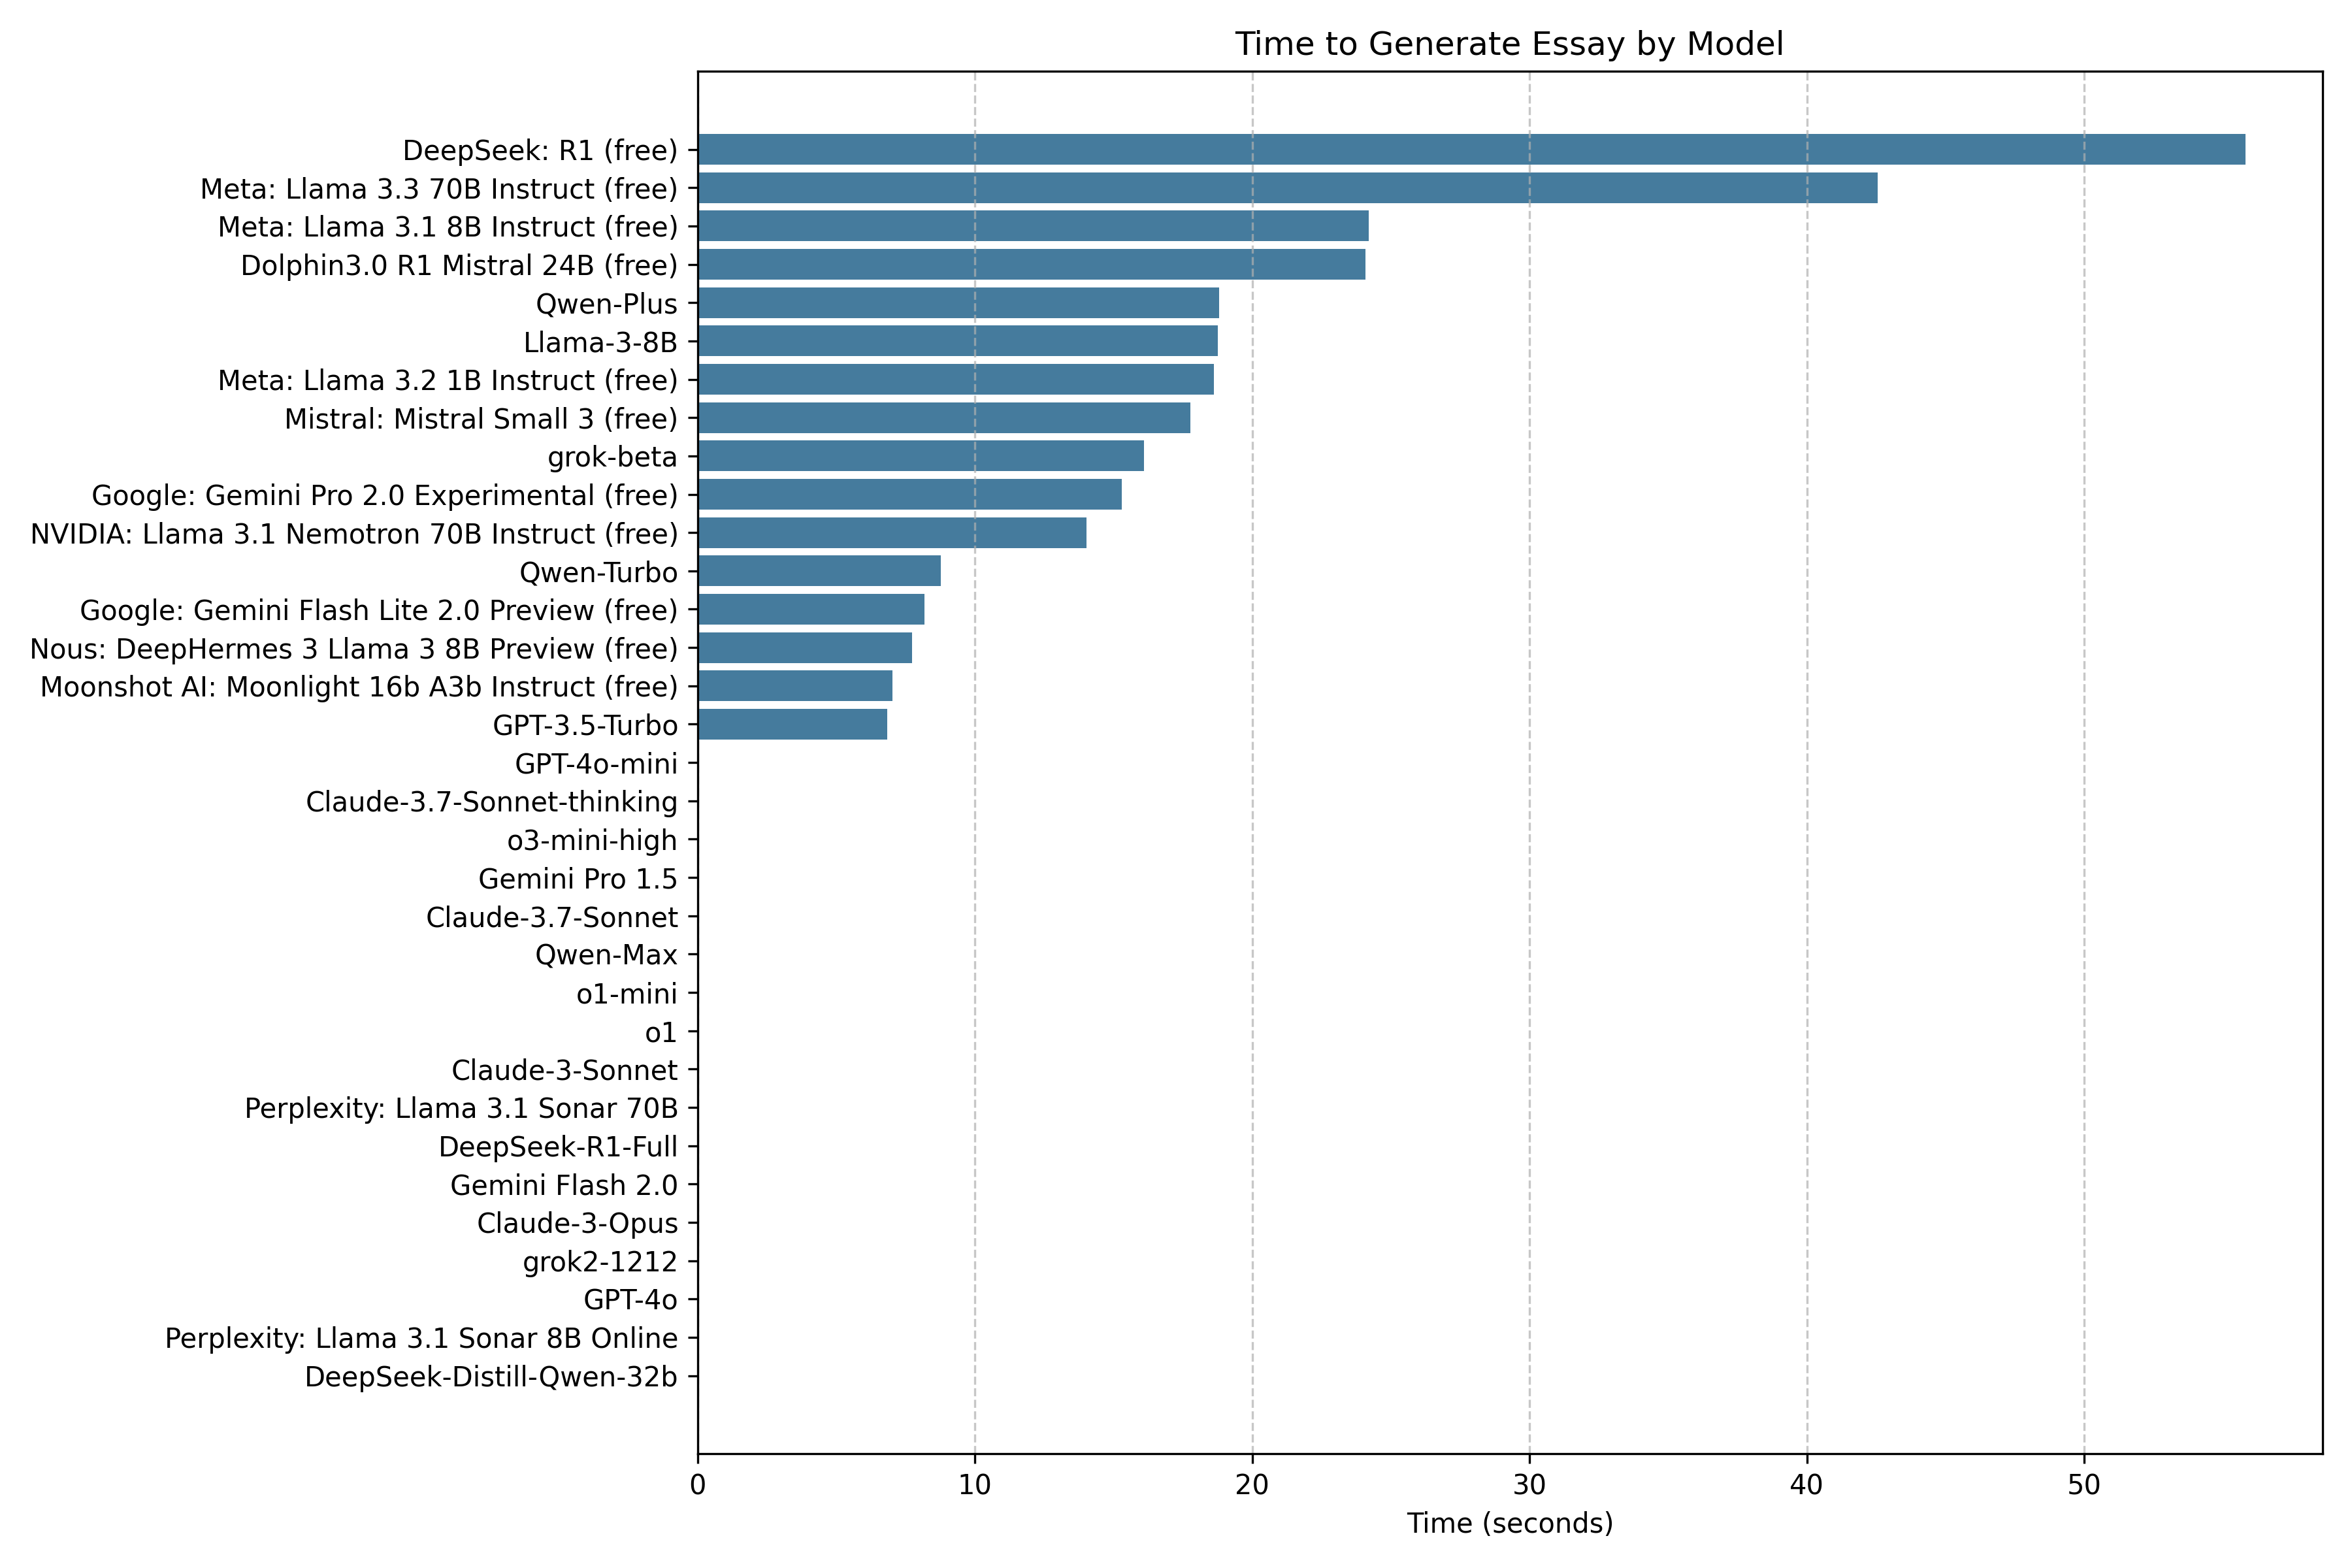 Time to Generate Essay by Model
DeepSeek: R1 (free)
Meta: Llama 3.3 70B Instruct (free)
Meta: Llama 3.1 8B Instruct (free)
Dolphin3.0 R1 Mistral 24B (free)
Qwen-Plus
Llama-3-8B
Meta: Llama 3.2 1B Instruct (free)
Mistral: Mistral Small 3 (free)
grok-beta
Google: Gemini Pro 2.0 Experimental (free)
NVIDIA: Llama 3.1 Nemotron 70B Instruct (free)
Qwen-Turbo
Google: Gemini Flash Lite 2.0 Preview (free)
Nous: DeepHermes 3 Llama 3 8B Preview (free)
Moonshot AI: Moonlight 16b A3b Instruct (free)
GPT-3.5-Turbo
GPT-4o-mini
Claude-3.7-Sonnet-thinking
o3-mini-high
Gemini Pro 1.5
Claude-3.7-Sonnet
Qwen-Max
o1-mini
o1
Claude-3-Sonnet
Perplexity: Llama 3.1 Sonar 70B
DeepSeek-R1-Full
Gemini Flash 2.0
Claude-3-Opus
grok2-1212
GPT-4o
Perplexity: Llama 3.1 Sonar 8B Online
DeepSeek-Distill-Qwen-32b
0 10 20 30 40 50
Time (seconds)